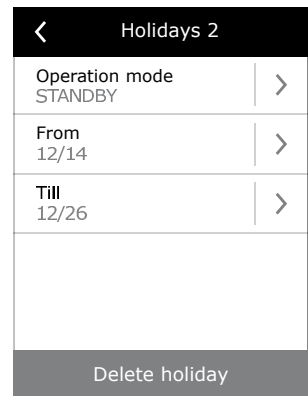 Holidays 2
Operation mode
STANDBY
From
12/14
Till
12/26
Delete holiday